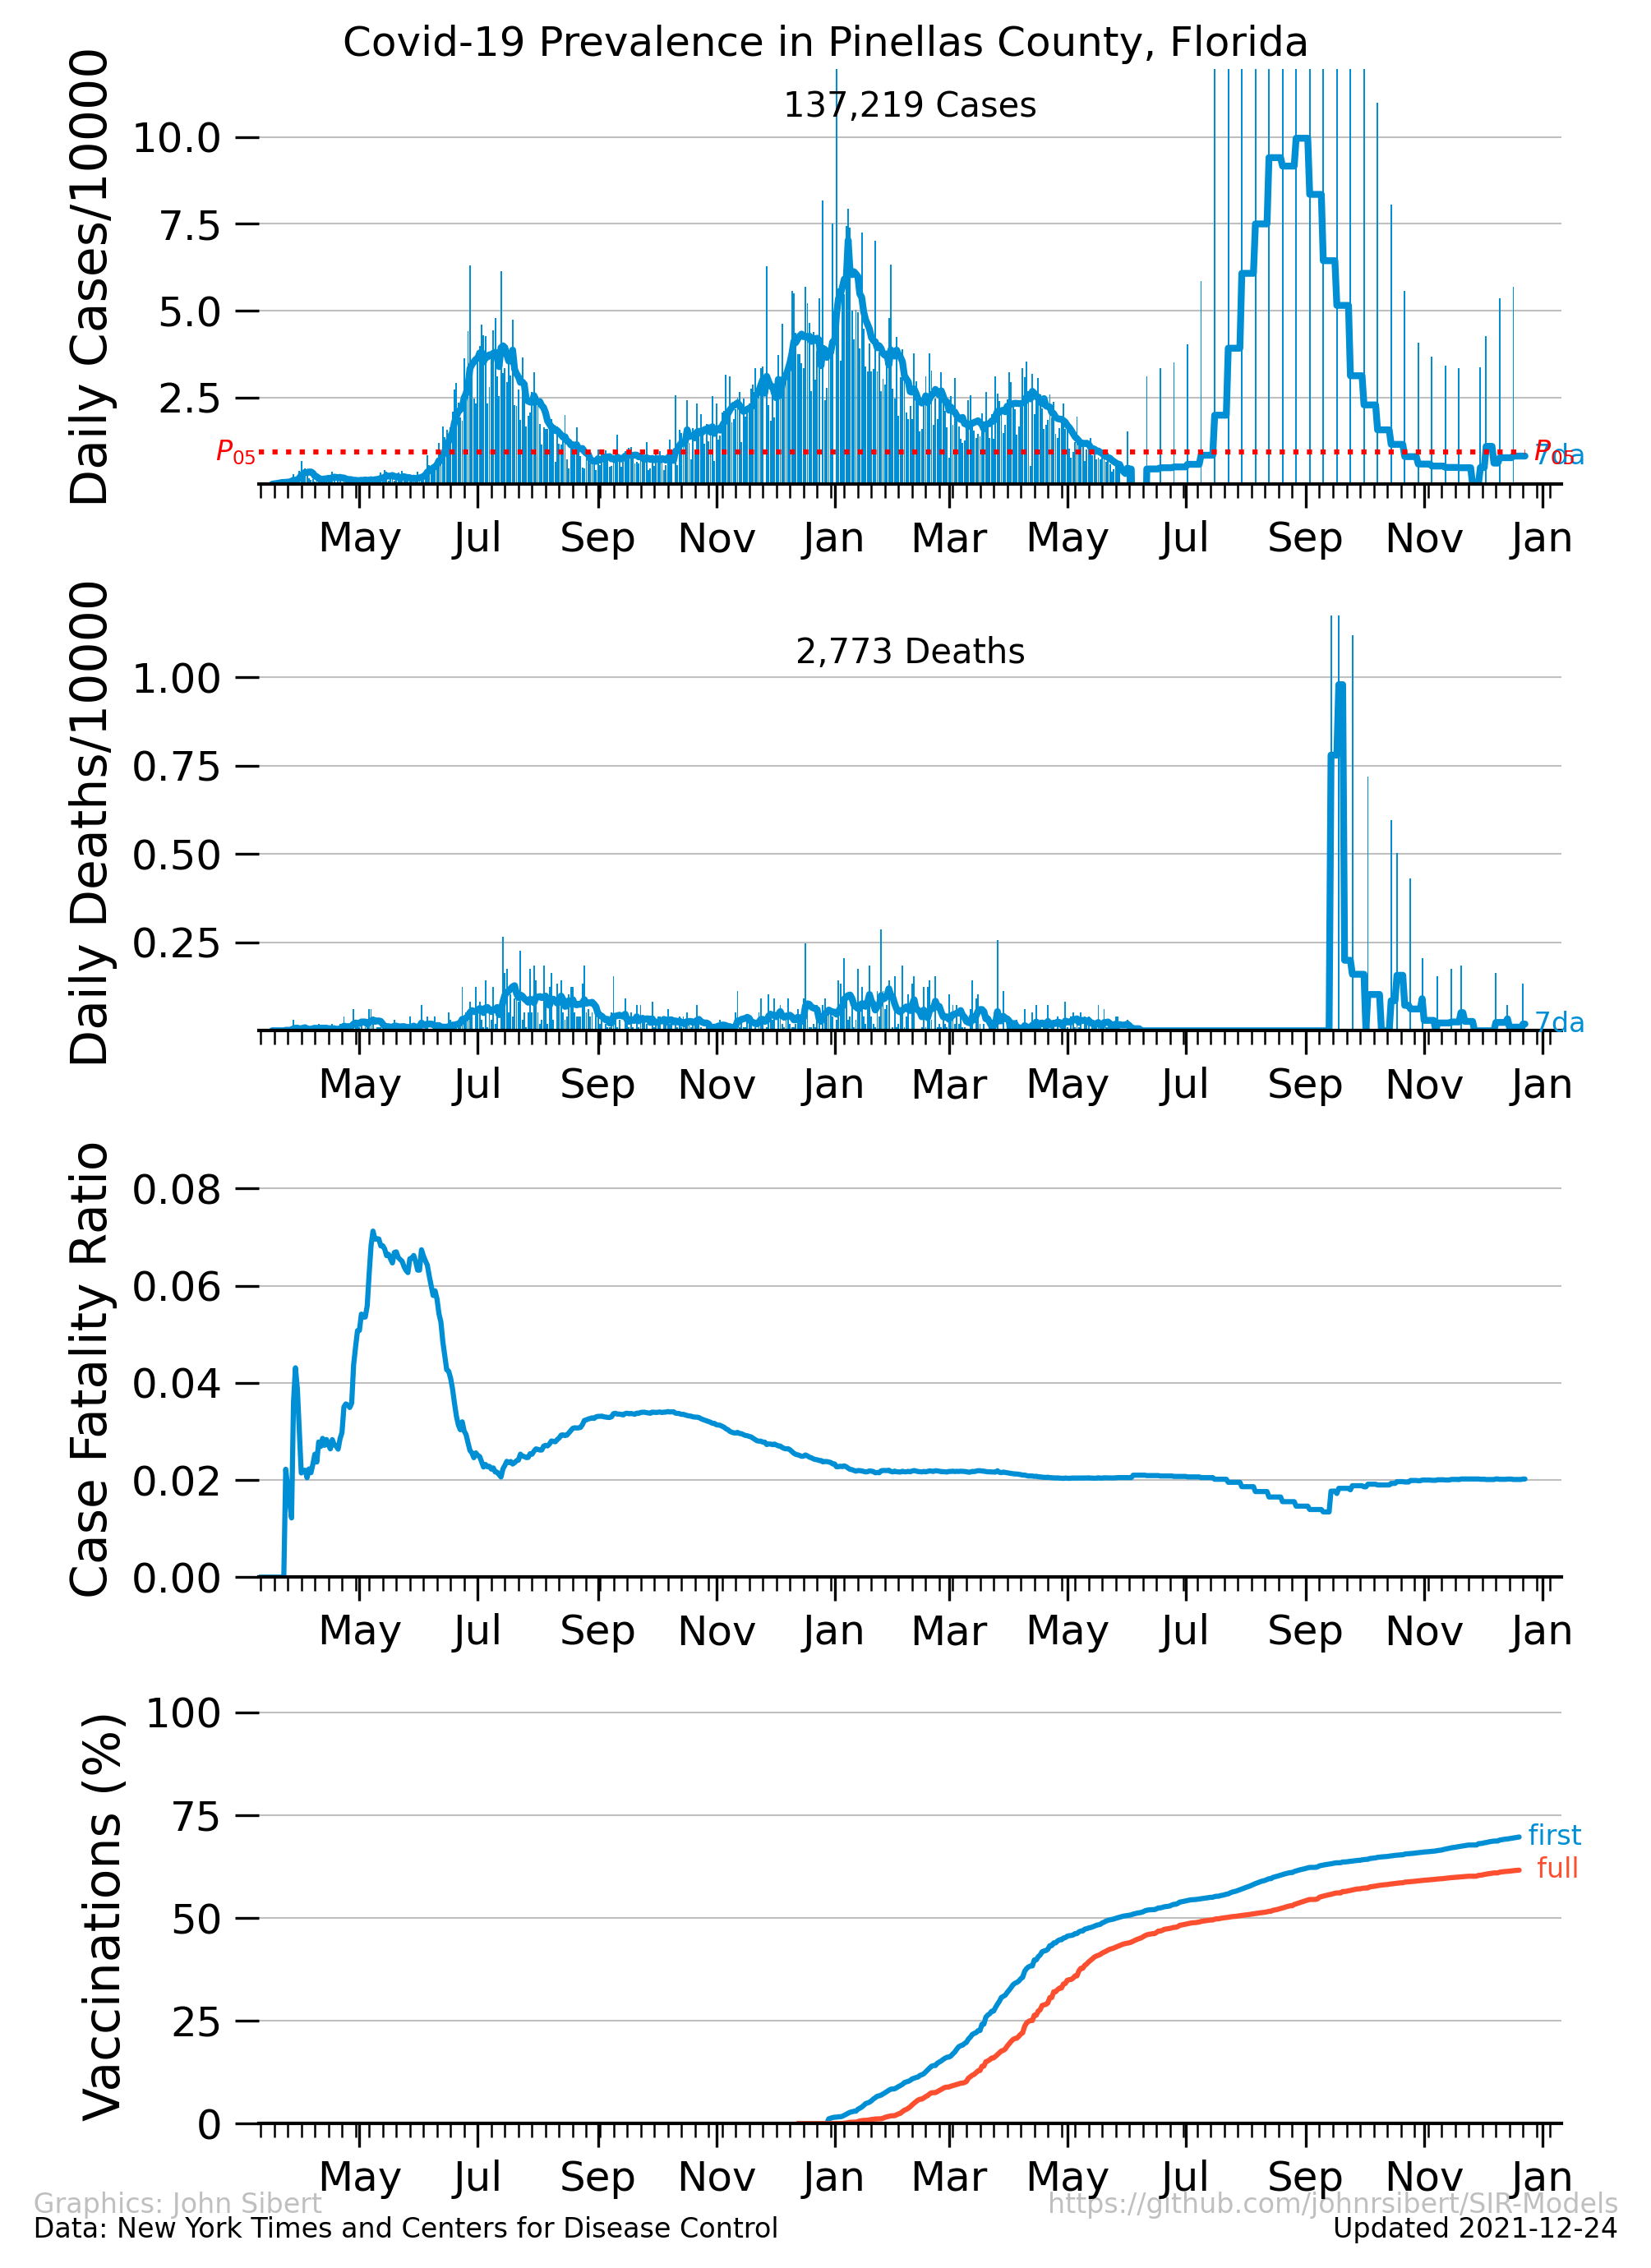 Covid-19 Prevalence in Pinellas County, Florida
137,219 Cases
Daily Cases/10000
10.0
7.5
5.0
2.5
P05
P05
7da
May Jul Sep Nov Jan Mar May Jul Sep Nov Jan
2,773 Deaths
Daily Deaths/10000
1.00
0.75
0.50
0.25
7da
May Jul Sep Nov Jan Mar May Jul Sep Nov Jan
Case Fatality Ratio
0.08
0.06
0.04
0.02
0.00
May Jul Sep Nov Jan Mar May Jul Sep Nov Jan
Vaccinations (%)
100
75
50
25
0
first
full
May Jul Sep Nov Jan Mar May Jul Sep Nov Jan
Graphics: John Sibert
https://github.com/johnrsibert/SIR-Models
Data: New York Times and Centers for Disease Control
Updated 2021-12-24